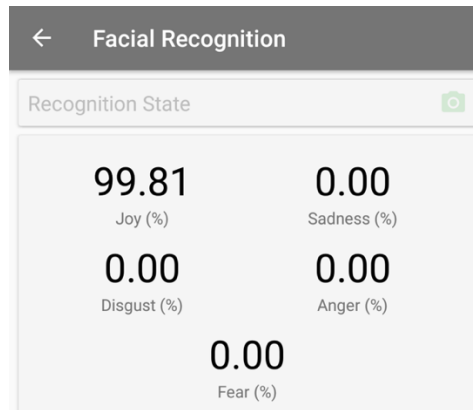 Facial Recognition
Recognition State
99.81 0.00
Joy (%) Sadness (%)
0.00 0.00
Disgust (%) Anger (%)
0.00
Fear (%)